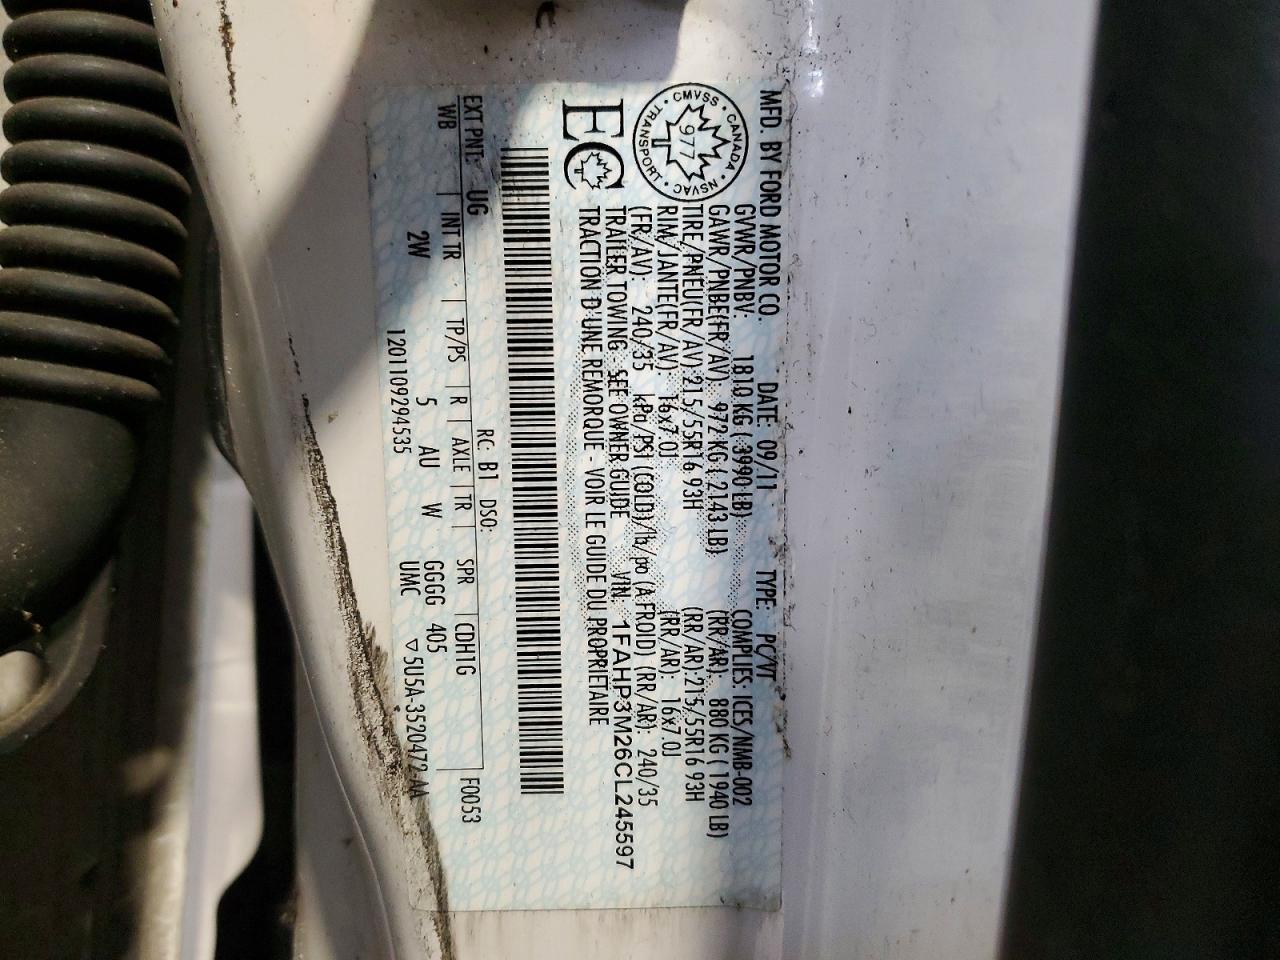 MFD. BY FORD MOTOR CO. DATE: 09/11 TYPE: PC/VT
GVWR/PNBV: 1810 KG ( 3990 LB) COMPLIES: ICES/NMB-002
GAWR/PNBE(FR/AV): 972 KG ( 2143 LB) (RR/AR): 880 KG ( 1940 LB)
TIRE/PNEU(FR/AV):215/55R16 93H (RR/AR):215/55R16 93H
RIM/JANTE(FR AV): 16x7.0J (RR/AR): 16x7.0J
(FR/AV): 240/35 kPa/PSI (COLD)/lb/po (A FROID) (RR/AR): 240/35
TRAILER TOWING - SEE OWNER GUIDE VIN: 1FAHP3M26CL245597
TRACTION D'UNE REMORQUE - VOIR LE GUIDE DU PROPRIETAIRE
CMVSS • CANADA • NSVAC • TRANSPORT •
977
EC
RC: B1 DSO:
EXT PNT: UG F0053
WB INT TR TP/PS R AXLE TR SPR CDH1G
2W 5 AU W GGGG 405
UMC ▽ 5U5A-3520472-AA
1201109294535